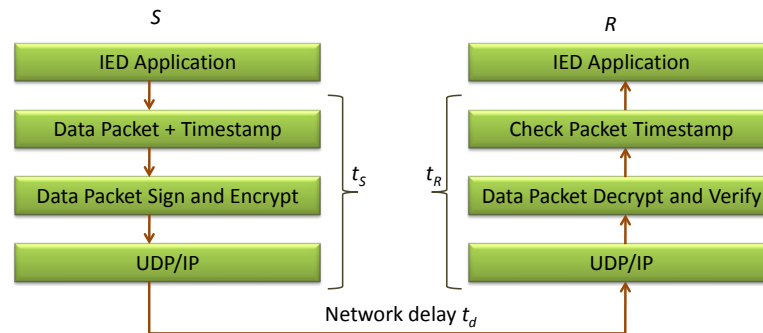 S
IED Application
Data Packet + Timestamp
Data Packet Sign and Encrypt
UDP/IP
tS
R
IED Application
Check Packet Timestamp
Data Packet Decrypt and Verify
UDP/IP
tR
Network delay td